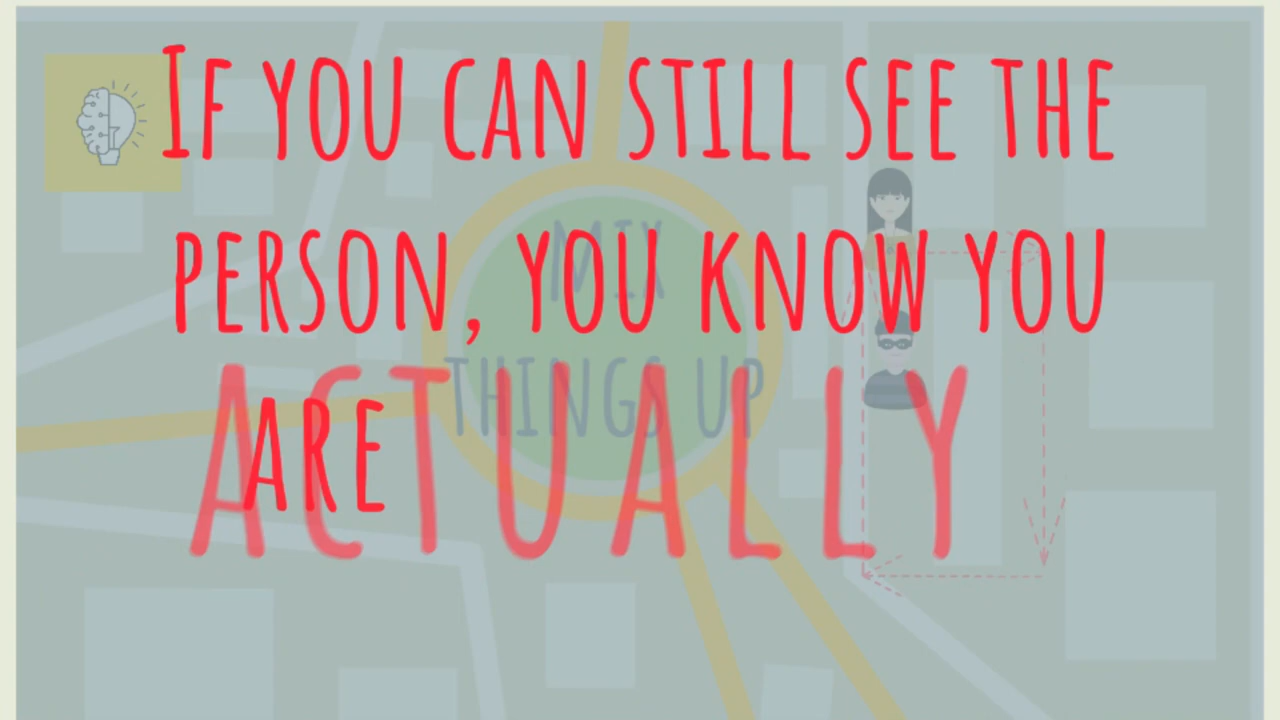 If you can still see the
person, you know you
are
ACTUALLY
MIX
THINGS UP